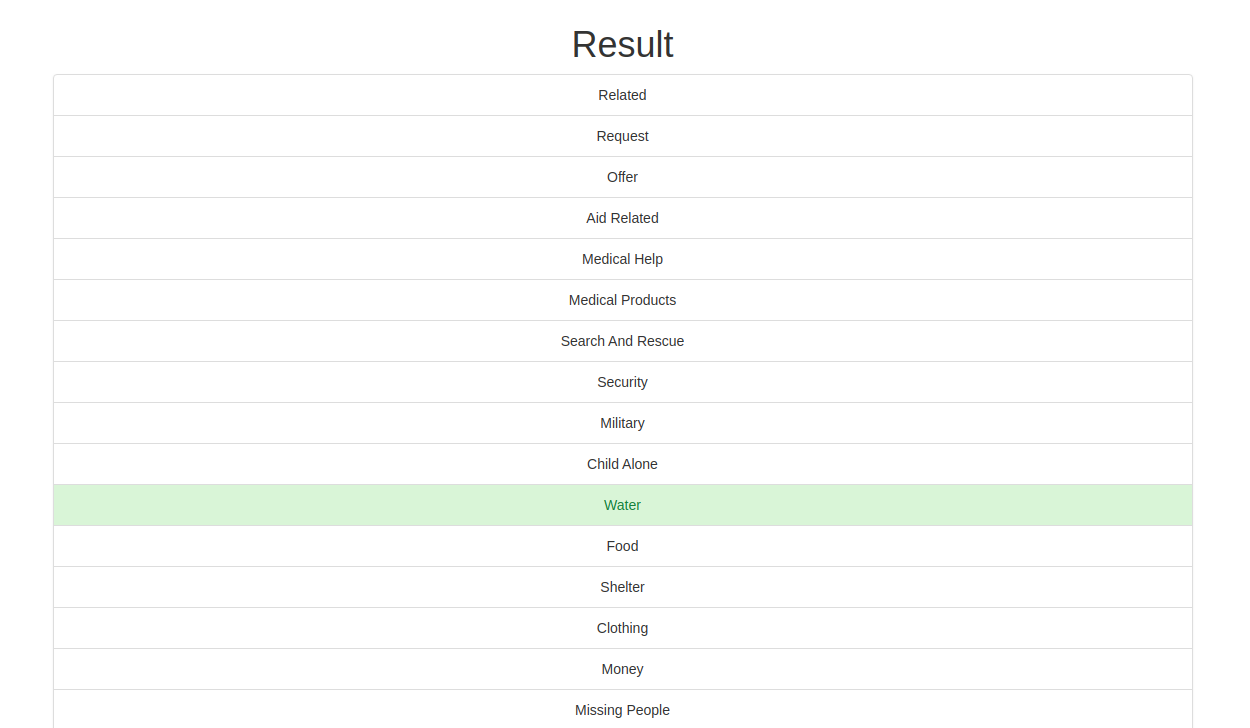 Result
Related
Request
Offer
Aid Related
Medical Help
Medical Products
Search And Rescue
Security
Military
Child Alone
Water
Food
Shelter
Clothing
Money
Missing People